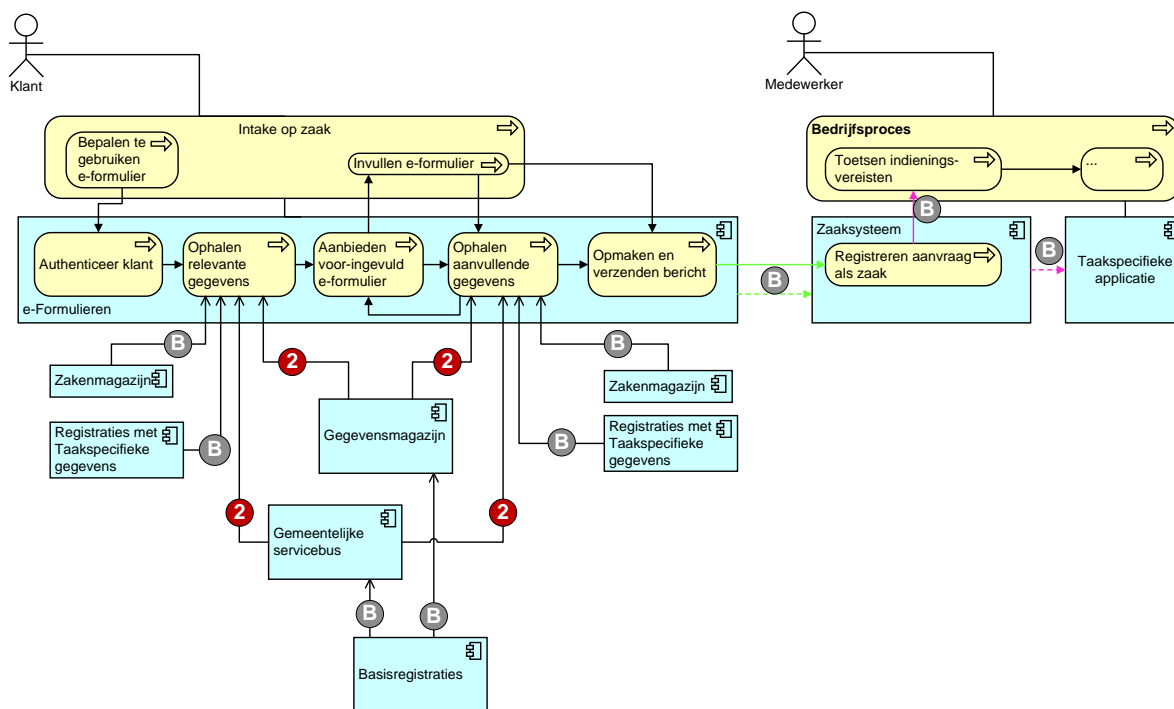 Klant
Medewerker
Intake op zaak
Bepalen te
gebruiken
e-formulier
Invullen e-formulier
Bedrijfsproces
Toetsen indienings-
vereisten
...
Authenticeer klant
Ophalen
relevante
gegevens
Aanbieden
voor-ingevuld
e-formulier
Ophalen
aanvullende
gegevens
Opmaken en
verzenden bericht
e-Formulieren
B
Zaaksysteem
Registreren aanvraag
als zaak
B
B
Taakspecifieke
applicatie
B
2
2
B
Zakenmagazijn
Zakenmagazijn
Registraties met
Taakspecifieke
gegevens
B
Gegevensmagazijn
B
Registraties met
Taakspecifieke
gegevens
2
2
Gemeentelijke
servicebus
B
B
Basisregistraties